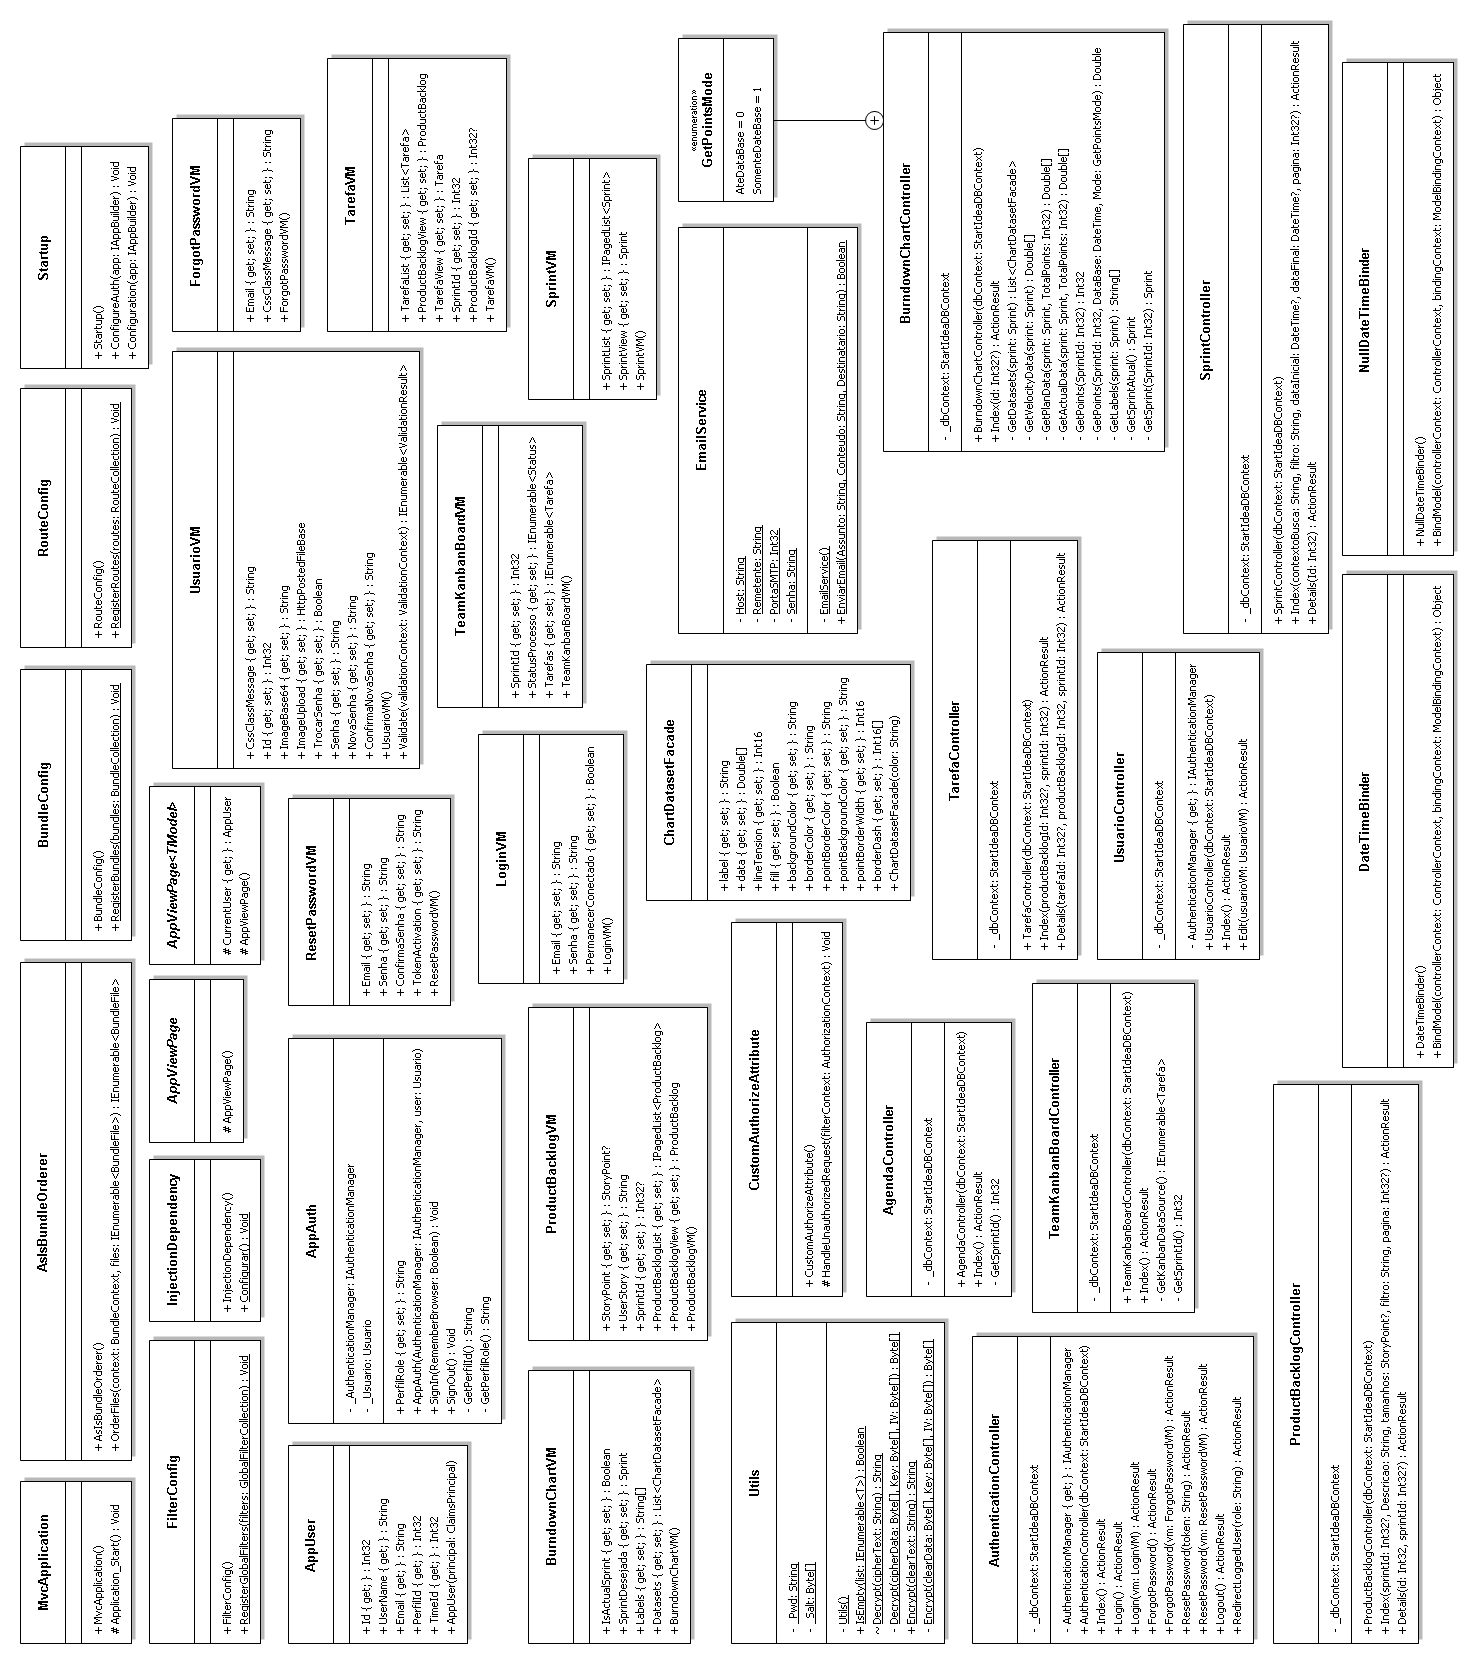 MvcApplication
+ MvcApplication()
# Application_Start() : Void
AsIsBundleOrderer
+ AsIsBundleOrderer()
+ OrderFiles(context: BundleContext, files: IEnumerable<BundleFile>) : IEnumerable<BundleFile>
BundleConfig
+ BundleConfig()
+ RegisterBundles(bundles: BundleCollection) : Void
RouteConfig
+ RouteConfig()
+ RegisterRoutes(routes: RouteCollection) : Void
Startup
+ Startup()
+ ConfigureAuth(app: IAppBuilder) : Void
+ Configuration(app: IAppBuilder) : Void
FilterConfig
+ FilterConfig()
+ RegisterGlobalFilters(filters: GlobalFilterCollection) : Void
InjectionDependency
+ InjectionDependency()
+ Configurar() : Void
AppViewPage
# AppViewPage()
AppViewPage<TModel>
# CurrentUser { get; } : AppUser
# AppViewPage()
UsuarioVM
+ CssClassMessage { get; set; } : String
+ Id { get; set; } : Int32
+ ImageBase64 { get; set; } : String
+ ImageUpload { get; set; } : HttpPostedFileBase
+ TrocarSenha { get; set; } : Boolean
+ Senha { get; set; } : String
+ NovaSenha { get; set; } : String
+ ConfirmaNovaSenha { get; set; } : String
+ UsuarioVM()
+ Validate(validationContext: ValidationContext) : IEnumerable<ValidationResult>
ForgotPasswordVM
+ Email { get; set; } : String
+ CssClassMessage { get; set; } : String
+ ForgotPasswordVM()
AppUser
+ Id { get; } : Int32
+ UserName { get; } : String
+ Email { get; } : String
+ PerfilId { get; } : Int32
+ TimeId { get; } : Int32
+ AppUser(principal: ClaimsPrincipal)
AppAuth
- _AuthenticationManager: IAuthenticationManager
- _Usuario: Usuario
+ PerfilRole { get; set; } : String
+ AppAuth(AuthenticationManager: IAuthenticationManager, user: Usuario)
+ SignIn(RememberBrowser: Boolean) : Void
+ SignOut() : Void
- GetPerfilId() : String
- GetPerfilRole() : String
ResetPasswordVM
+ Email { get; set; } : String
+ Senha { get; set; } : String
+ ConfirmaSenha { get; set; } : String
+ TokenActivation { get; set; } : String
+ ResetPasswordVM()
TarefaVM
+ TarefaList { get; set; } : List<Tarefa>
+ ProductBacklogView { get; set; } : ProductBacklog
+ TarefaView { get; set; } : Tarefa
+ SprintId { get; set; } : Int32
+ ProductBacklogId { get; set; } : Int32?
+ TarefaVM()
LoginVM
+ Email { get; set; } : String
+ Senha { get; set; } : String
+ PermanecerConectado { get; set; } : Boolean
+ LoginVM()
TeamKanbanBoardVM
+ SprintId { get; set; } : Int32
+ StatusProcesso { get; set; } : IEnumerable<Status>
+ Tarefas { get; set; } : IEnumerable<Tarefa>
+ TeamKanbanBoardVM()
BurndownChartVM
+ IsActualSprint { get; set; } : Boolean
+ SprintDesejada { get; set; } : Sprint
+ Labels { get; set; } : String[]
+ Datasets { get; set; } : List<ChartDatasetFacade>
+ BurndownChartVM()
ProductBacklogVM
+ StoryPoint { get; set; } : StoryPoint?
+ UserStory { get; set; } : String
+ SprintId { get; set; } : Int32?
+ ProductBacklogList { get; set; } : IPagedList<ProductBacklog>
+ ProductBacklogView { get; set; } : ProductBacklog
+ ProductBacklogVM()
SprintVM
+ SprintList { get; set; } : IPagedList<Sprint>
+ SprintView { get; set; } : Sprint
+ SprintVM()
ChartDatasetFacade
+ label { get; set; } : String
+ data { get; set; } : Double[]
+ lineTension { get; set; } : Int16
+ fill { get; set; } : Boolean
+ backgroundColor { get; set; } : String
+ borderColor { get; set; } : String
+ pointBorderColor { get; set; } : String
+ pointBackgroundColor { get; set; } : String
+ pointBorderWidth { get; set; } : Int16
+ borderDash { get; set; } : Int16[]
+ ChartDatasetFacade(color: String)
EmailService
- Host: String
- Remetente: String
- PortaSMTP: Int32
- Senha: String
- EmailService()
+ EnviarEmail(Assunto: String, Conteudo: String, Destinatario: String) : Boolean
«enumeration»
GetPointsMode
AteDataBase = 0
SomenteDateBase = 1
Utils
- Pwd: String
- Salt: Byte[]
- Utils()
+ IsEmpty(list: IEnumerable<T>) : Boolean
~ Decrypt(cipherText: String) : String
- Decrypt(cipherData: Byte[], Key: Byte[], IV: Byte[]) : Byte[]
+ Encrypt(clearText: String) : String
- Encrypt(clearData: Byte[], Key: Byte[], IV: Byte[]) : Byte[]
CustomAuthorizeAttribute
+ CustomAuthorizeAttribute()
# HandleUnauthorizedRequest(filterContext: AuthorizationContext) : Void
AgendaController
- _dbContext: StartIdeaDBContext
+ AgendaController(dbContext: StartIdeaDBContext)
+ Index() : ActionResult
- GetSprintId() : Int32
BurndownChartController
- _dbContext: StartIdeaDBContext
+ BurndownChartController(dbContext: StartIdeaDBContext)
+ Index(id: Int32?) : ActionResult
- GetDatasets(sprint: Sprint) : List<ChartDatasetFacade>
- GetVelocityData(sprint: Sprint) : Double[]
- GetPlanData(sprint: Sprint, TotalPoints: Int32) : Double[]
- GetActualData(sprint: Sprint, TotalPoints: Int32) : Double[]
- GetPoints(SprintId: Int32) : Int32
- GetPoints(SprintId: Int32, DataBase: DateTime, Mode: GetPointsMode) : Double
- GetLabels(sprint: Sprint) : String[]
- GetSprintAtual() : Sprint
- GetSprint(SprintId: Int32) : Sprint
AuthenticationController
- _dbContext: StartIdeaDBContext
- AuthenticationManager { get; } : IAuthenticationManager
+ AuthenticationController(dbContext: StartIdeaDBContext)
+ Index() : ActionResult
+ Login() : ActionResult
+ Login(vm: LoginVM) : ActionResult
+ ForgotPassword() : ActionResult
+ ForgotPassword(vm: ForgotPasswordVM) : ActionResult
+ ResetPassword(token: String) : ActionResult
+ ResetPassword(vm: ResetPasswordVM) : ActionResult
+ Logout() : ActionResult
+ RedirectLoggedUser(role: String) : ActionResult
TeamKanbanBoardController
- _dbContext: StartIdeaDBContext
+ TeamKanbanBoardController(dbContext: StartIdeaDBContext)
+ Index() : ActionResult
- GetKanbanDataSource() : IEnumerable<Tarefa>
- GetSprintId() : Int32
TarefaController
- _dbContext: StartIdeaDBContext
+ TarefaController(dbContext: StartIdeaDBContext)
+ Index(productBacklogId: Int32?, sprintId: Int32) : ActionResult
+ Details(tarefaId: Int32?, productBacklogId: Int32, sprintId: Int32) : ActionResult
UsuarioController
- _dbContext: StartIdeaDBContext
- AuthenticationManager { get; } : IAuthenticationManager
+ UsuarioController(dbContext: StartIdeaDBContext)
+ Index() : ActionResult
+ Edit(usuarioVM: UsuarioVM) : ActionResult
SprintController
- _dbContext: StartIdeaDBContext
+ SprintController(dbContext: StartIdeaDBContext)
+ Index(contextoBusca: String, filtro: String, dataInicial: DateTime?, dataFinal: DateTime?, pagina: Int32?) : ActionResult
+ Details(Id: Int32) : ActionResult
ProductBacklogController
- _dbContext: StartIdeaDBContext
+ ProductBacklogController(dbContext: StartIdeaDBContext)
+ Index(sprintId: Int32?, Descricao: String, tamanhos: StoryPoint?, filtro: String, pagina: Int32?) : ActionResult
+ Details(id: Int32, sprintId: Int32?) : ActionResult
DateTimeBinder
+ DateTimeBinder()
+ BindModel(controllerContext: ControllerContext, bindingContext: ModelBindingContext) : Object
NullDateTimeBinder
+ NullDateTimeBinder()
+ BindModel(controllerContext: ControllerContext, bindingContext: ModelBindingContext) : Object